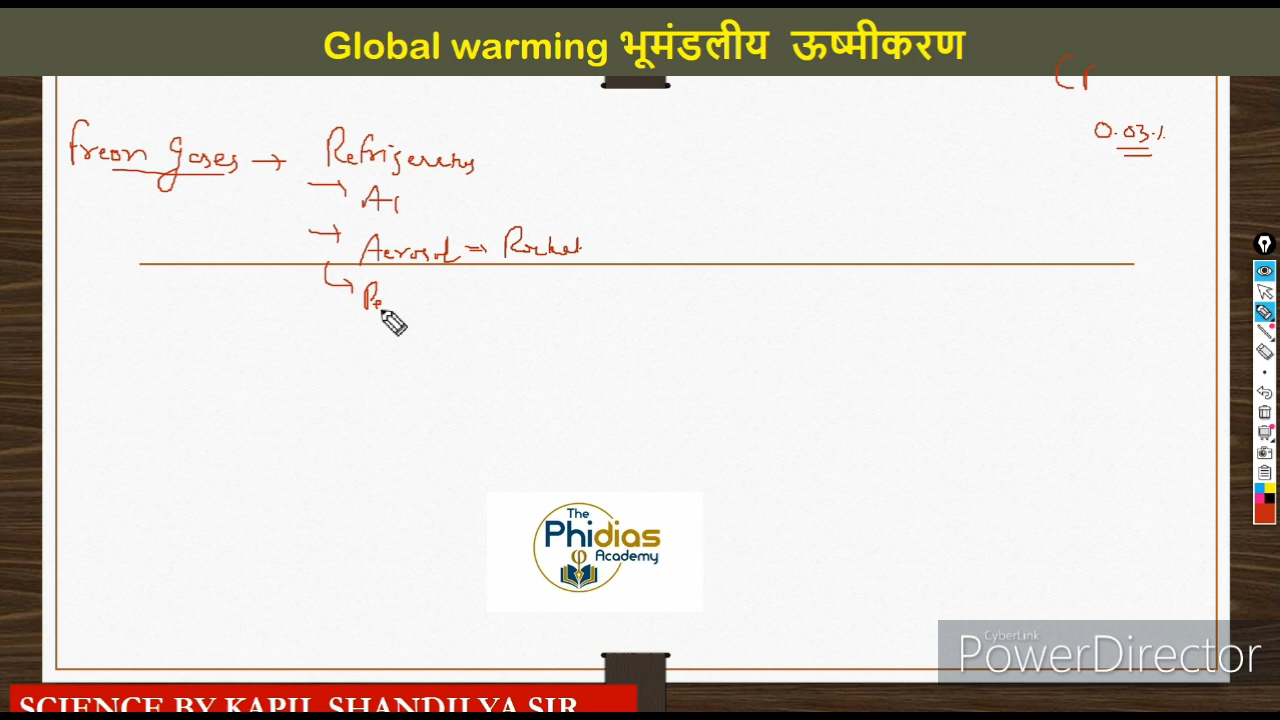 Global warming भूमंडलीय ऊष्मीकरण
0.03%
Freon gases → Refrigerators
→ AC
→ Aerosol ⇒ Rocket
↳ Pe
The
Phidias
φ
Academy
CyberLink
PowerDirector
SCIENCE BY KAPIL SHANDILYA SIR